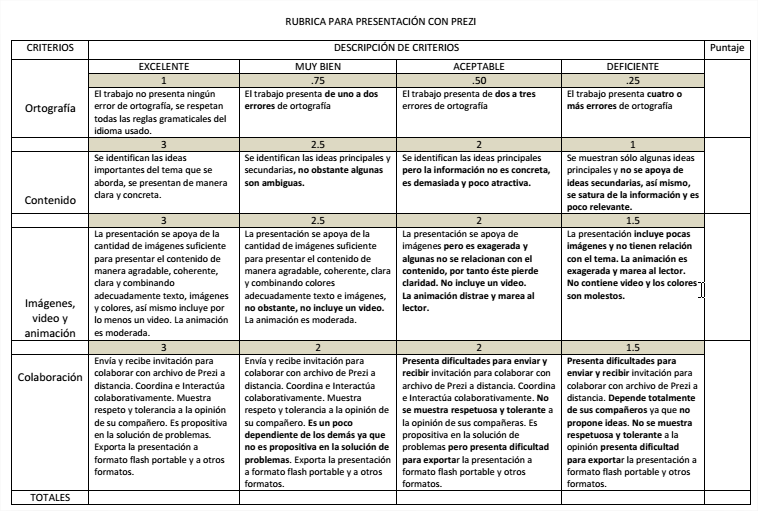 RUBRICA PARA PRESENTACIÓN CON PREZI
CRITERIOS
DESCRIPCIÓN DE CRITERIOS
Puntaje
EXCELENTE
MUY BIEN
ACEPTABLE
DEFICIENTE
Ortografía
1
.75
.50
.25
El trabajo no presenta ningún
error de ortografía, se respetan
todas las reglas gramaticales del
idioma usado.
El trabajo presenta de uno a dos
errores de ortografía
El trabajo presenta de dos a tres
errores de ortografía
El trabajo presenta cuatro o
más errores de ortografía
Contenido
3
2.5
2
1
Se identifican las ideas
importantes del tema que se
aborda, se presentan de manera
clara y concreta.
Se identifican las ideas principales y
secundarias, no obstante algunas
son ambiguas.
Se identifican las ideas principales
pero la información no es concreta,
es demasiada y poco atractiva.
Se muestran sólo algunas ideas
principales y no se apoya de
ideas secundarias, así mismo,
se satura de la información y es
poco relevante.
Imágenes,
video y
animación
3
2.5
2
1.5
La presentación se apoya de la
cantidad de imágenes suficiente
para presentar el contenido de
manera agradable, coherente,
clara y combinando
adecuadamente texto, imágenes
y colores, así mismo incluye por
lo menos un video. La animación
es moderada.
La presentación se apoya de la
cantidad de imágenes suficiente
para presentar el contenido de
manera agradable, coherente, clara
y combinando colores
adecuadamente texto e imágenes,
no obstante, no incluye un video.
La animación es moderada.
La presentación se apoya de
imágenes pero es exagerada y
algunas no se relacionan con el
contenido, por tanto éste pierde
claridad. No incluye un video.
La animación distrae y marea al
lector.
La presentación incluye pocas
imágenes y no tienen relación
con el tema. La animación es
exagerada y marea al lector.
No contiene video y los colores
son molestos.
Colaboración
3
2
2
1.5
Envía y recibe invitación para
colaborar con archivo de Prezi a
distancia. Coordina e Interactúa
colaborativamente. Muestra
respeto y tolerancia a la opinión
de su compañero. Es propositiva
en la solución de problemas.
Exporta la presentación a
formato flash portable y a otros
formatos.
Envía y recibe invitación para
colaborar con archivo de Prezi a
distancia. Coordina e Interactúa
colaborativamente. Muestra
respeto y tolerancia a la opinión de
su compañero. Es un poco
dependiente de los demás ya que
no es propositiva en la solución de
problemas. Exporta la presentación
a formato flash portable y a otros
formatos.
Presenta dificultades para enviar y
recibir invitación para colaborar con
archivo de Prezi a distancia. Coordina
e Interactúa colaborativamente. No
se muestra respetuosa y tolerante a
la opinión de sus compañeras. Es
propositiva en la solución de
problemas pero presenta dificultad
para exportar la presentación a
formato flash portable y otros
formatos.
Presenta dificultades para
enviar y recibir invitación para
colaborar con archivo de Prezi a
distancia. Depende totalmente
de sus compañeros ya que no
propone ideas. No se muestra
respetuosa y tolerante a la
opinión presenta dificultad
para exportar la presentación a
formato flash portable y a otros
formatos.
TOTALES